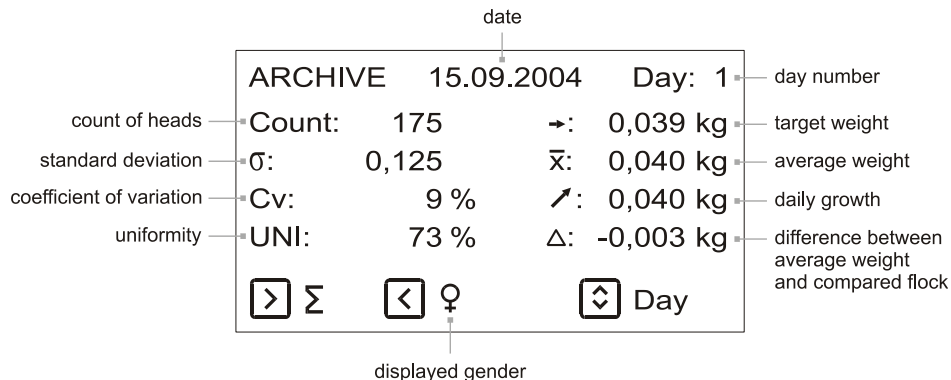 date
ARCHIVE 15.09.2004 Day: 1
day number
count of heads
Count: 175
→: 0,039 kg
target weight
standard deviation
σ: 0,125
x̅: 0,040 kg
average weight
coefficient of variation
Cv: 9 %
↗: 0,040 kg
daily growth
uniformity
UNI: 73 %
Δ: -0,003 kg
difference between
average weight
and compared flock
> Σ
< ♀
Day
displayed gender